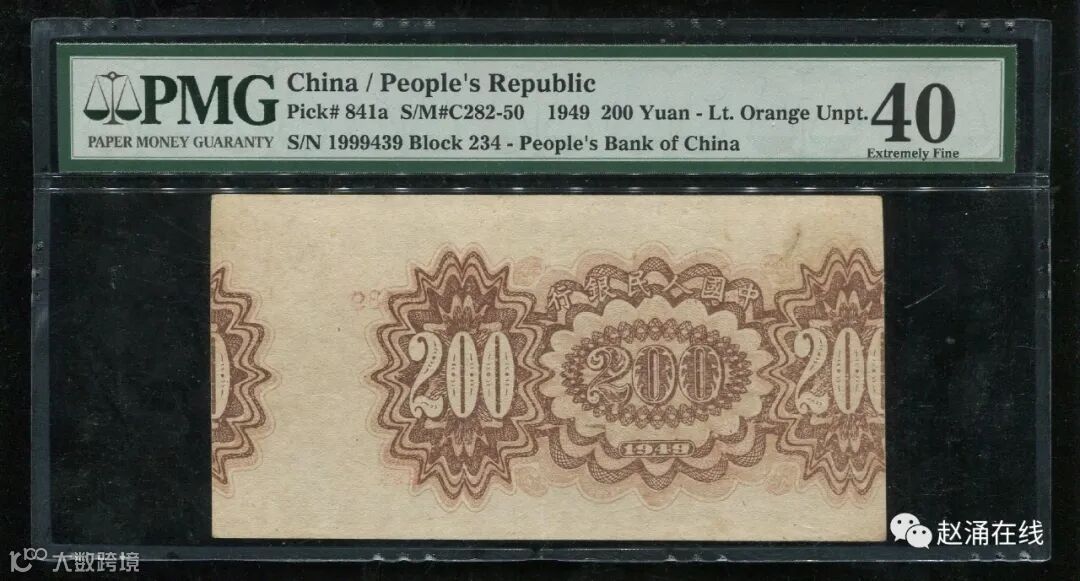 PMG
PAPER MONEY GUARANTY
China / People's Republic
Pick# 841a S/M#C282-50 1949 200 Yuan - Lt. Orange Unpt.
S/N 1999439 Block 234 - People's Bank of China
40
Extremely Fine
行銀民人國中
200
200
200
1949
赵涌在线
大数跨境